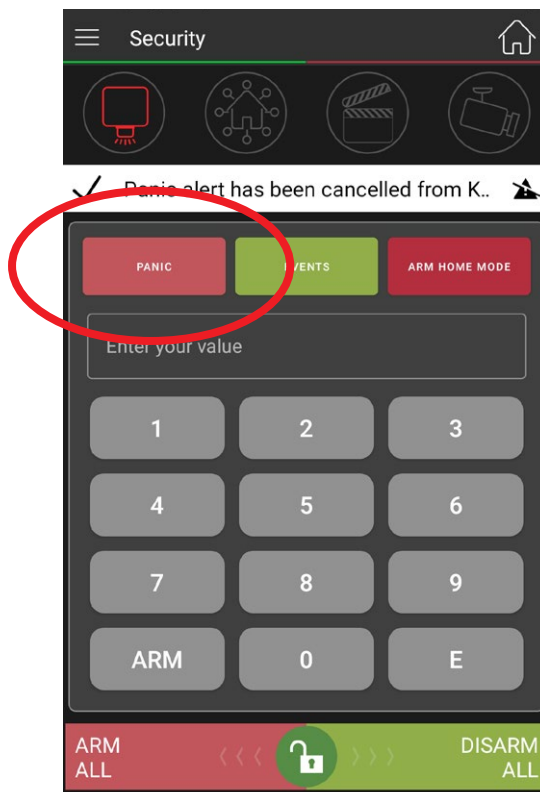 Security
Panic alert has been cancelled from K..
PANIC EVENTS ARM HOME MODE
Enter your value
1 2 3
4 5 6
7 8 9
ARM 0 E
ARM ALL
DISARM ALL